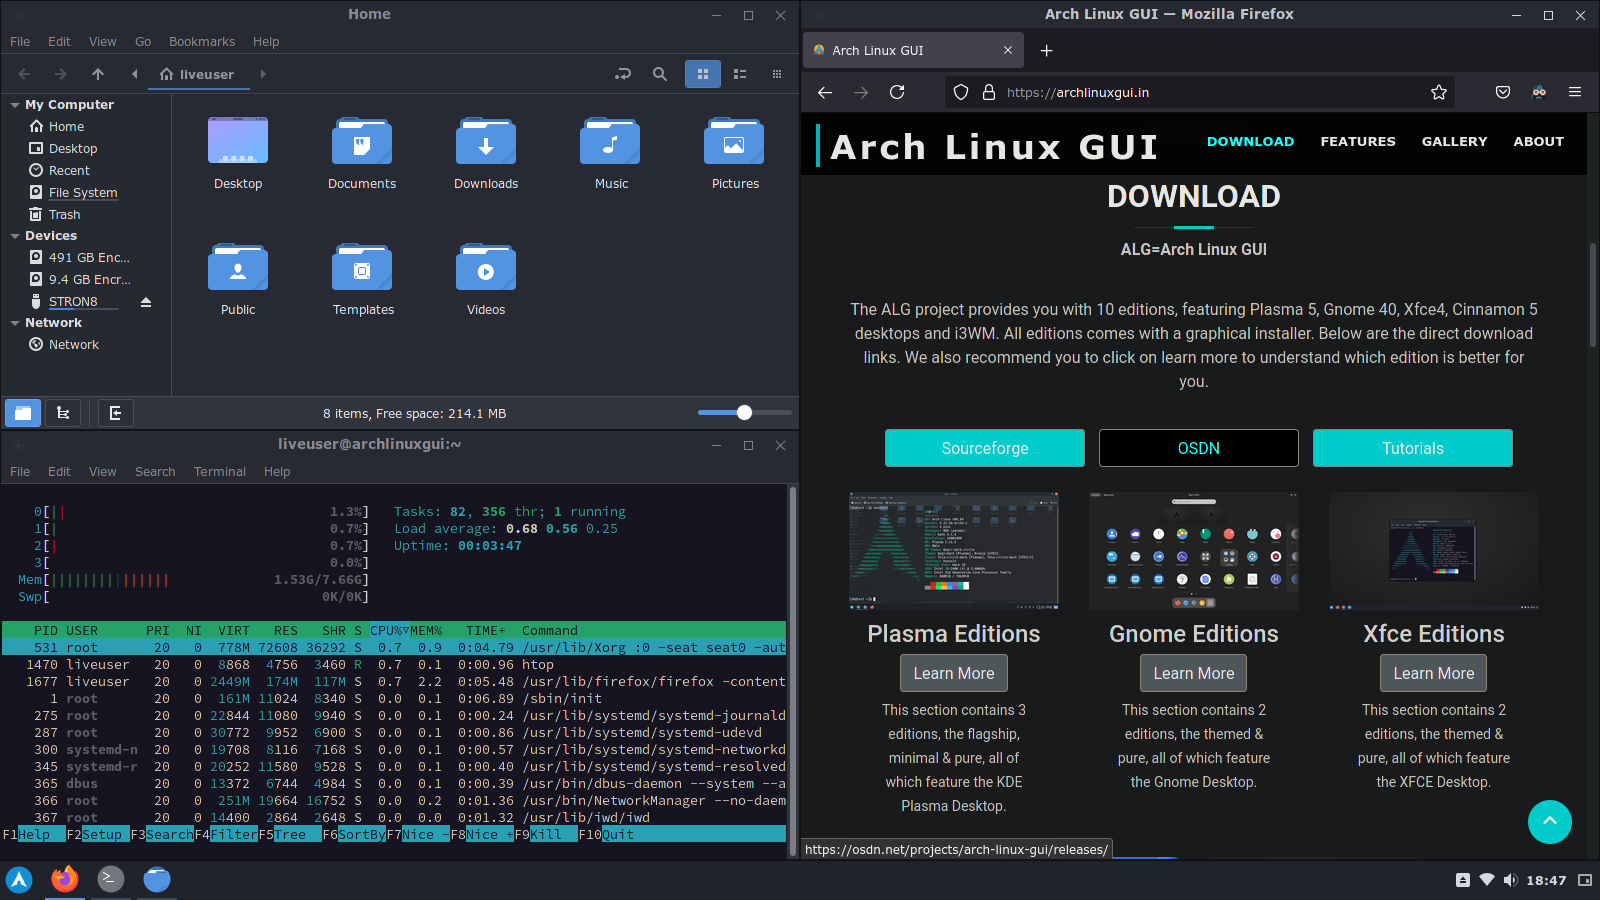 Home
File Edit View Go Bookmarks Help
liveuser
My Computer
Home
Desktop
Recent
File System
Trash
Devices
491 GB Enc...
9.4 GB Encr...
STRON8
Network
Network
Desktop
Documents
Downloads
Music
Pictures
Public
Templates
Videos
8 items, Free space: 214.1 MB
liveuser@archlinuxgui:~
File Edit View Search Terminal Help
0[|| 1.3%] Tasks: 82, 356 thr; 1 running
1[| 0.7%] Load average: 0.68 0.56 0.25
2[| 0.7%] Uptime: 00:03:47
3[ 0.0%]
Mem[||||||||||||||| 1.53G/7.66G]
Swp[ 0K/0K]
PID USER PRI NI VIRT RES SHR S CPU%▽MEM% TIME+ Command
531 root 20 0 778M 72608 36292 S 0.7 0.9 0:04.79 /usr/lib/Xorg :0 -seat seat0 -aut
1470 liveuser 20 0 8868 4756 3460 R 0.7 0.1 0:00.96 htop
1677 liveuser 20 0 2449M 174M 117M S 0.7 2.2 0:05.48 /usr/lib/firefox/firefox -content
1 root 20 0 161M 11024 8340 S 0.0 0.1 0:06.89 /sbin/init
275 root 20 0 22844 11080 9940 S 0.0 0.1 0:00.24 /usr/lib/systemd/systemd-journald
287 root 20 0 30772 9952 6900 S 0.0 0.1 0:00.86 /usr/lib/systemd/systemd-udevd
300 systemd-n 20 0 19708 8116 7168 S 0.0 0.1 0:00.57 /usr/lib/systemd/systemd-networkd
345 systemd-r 20 0 20252 11580 9528 S 0.0 0.1 0:00.40 /usr/lib/systemd/systemd-resolved
365 dbus 20 0 13372 6744 4984 S 0.0 0.1 0:00.39 /usr/bin/dbus-daemon --system --a
366 root 20 0 251M 19664 16752 S 0.0 0.2 0:01.36 /usr/bin/NetworkManager --no-daem
367 root 20 0 14400 2864 2648 S 0.0 0.0 0:01.36 /usr/lib/iwd/iwd
F1Help F2Setup F3SearchF4FilterF5Tree F6SortByF7Nice -F8Nice +F9Kill F10Quit
Arch Linux GUI — Mozilla Firefox
Arch Linux GUI
https://archlinuxgui.in
Arch Linux GUI
DOWNLOAD FEATURES GALLERY ABOUT
DOWNLOAD
ALG=Arch Linux GUI
The ALG project provides you with 10 editions, featuring Plasma 5, Gnome 40, Xfce4, Cinnamon 5
desktops and i3WM. All editions comes with a graphical installer. Below are the direct download
links. We also recommend you to click on learn more to understand which edition is better for
you.
Sourceforge
OSDN
Tutorials
Plasma Editions
Learn More
This section contains 3
editions, the flagship,
minimal & pure, all of
which feature the KDE
Plasma Desktop.
Gnome Editions
Learn More
This section contains 2
editions, the themed &
pure, all of which feature
the Gnome Desktop.
Xfce Editions
Learn More
This section contains 2
editions, the themed &
pure, all of which feature
the XFCE Desktop.
https://osdn.net/projects/arch-linux-gui/releases/
18:47